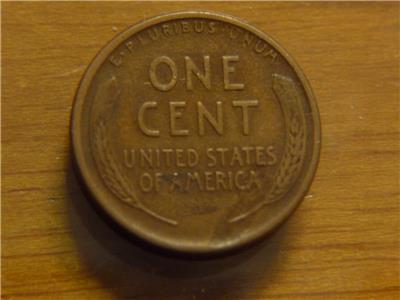 E·PLURIBUS·UNUM
ONE
CENT
UNITED STATES
OF AMERICA